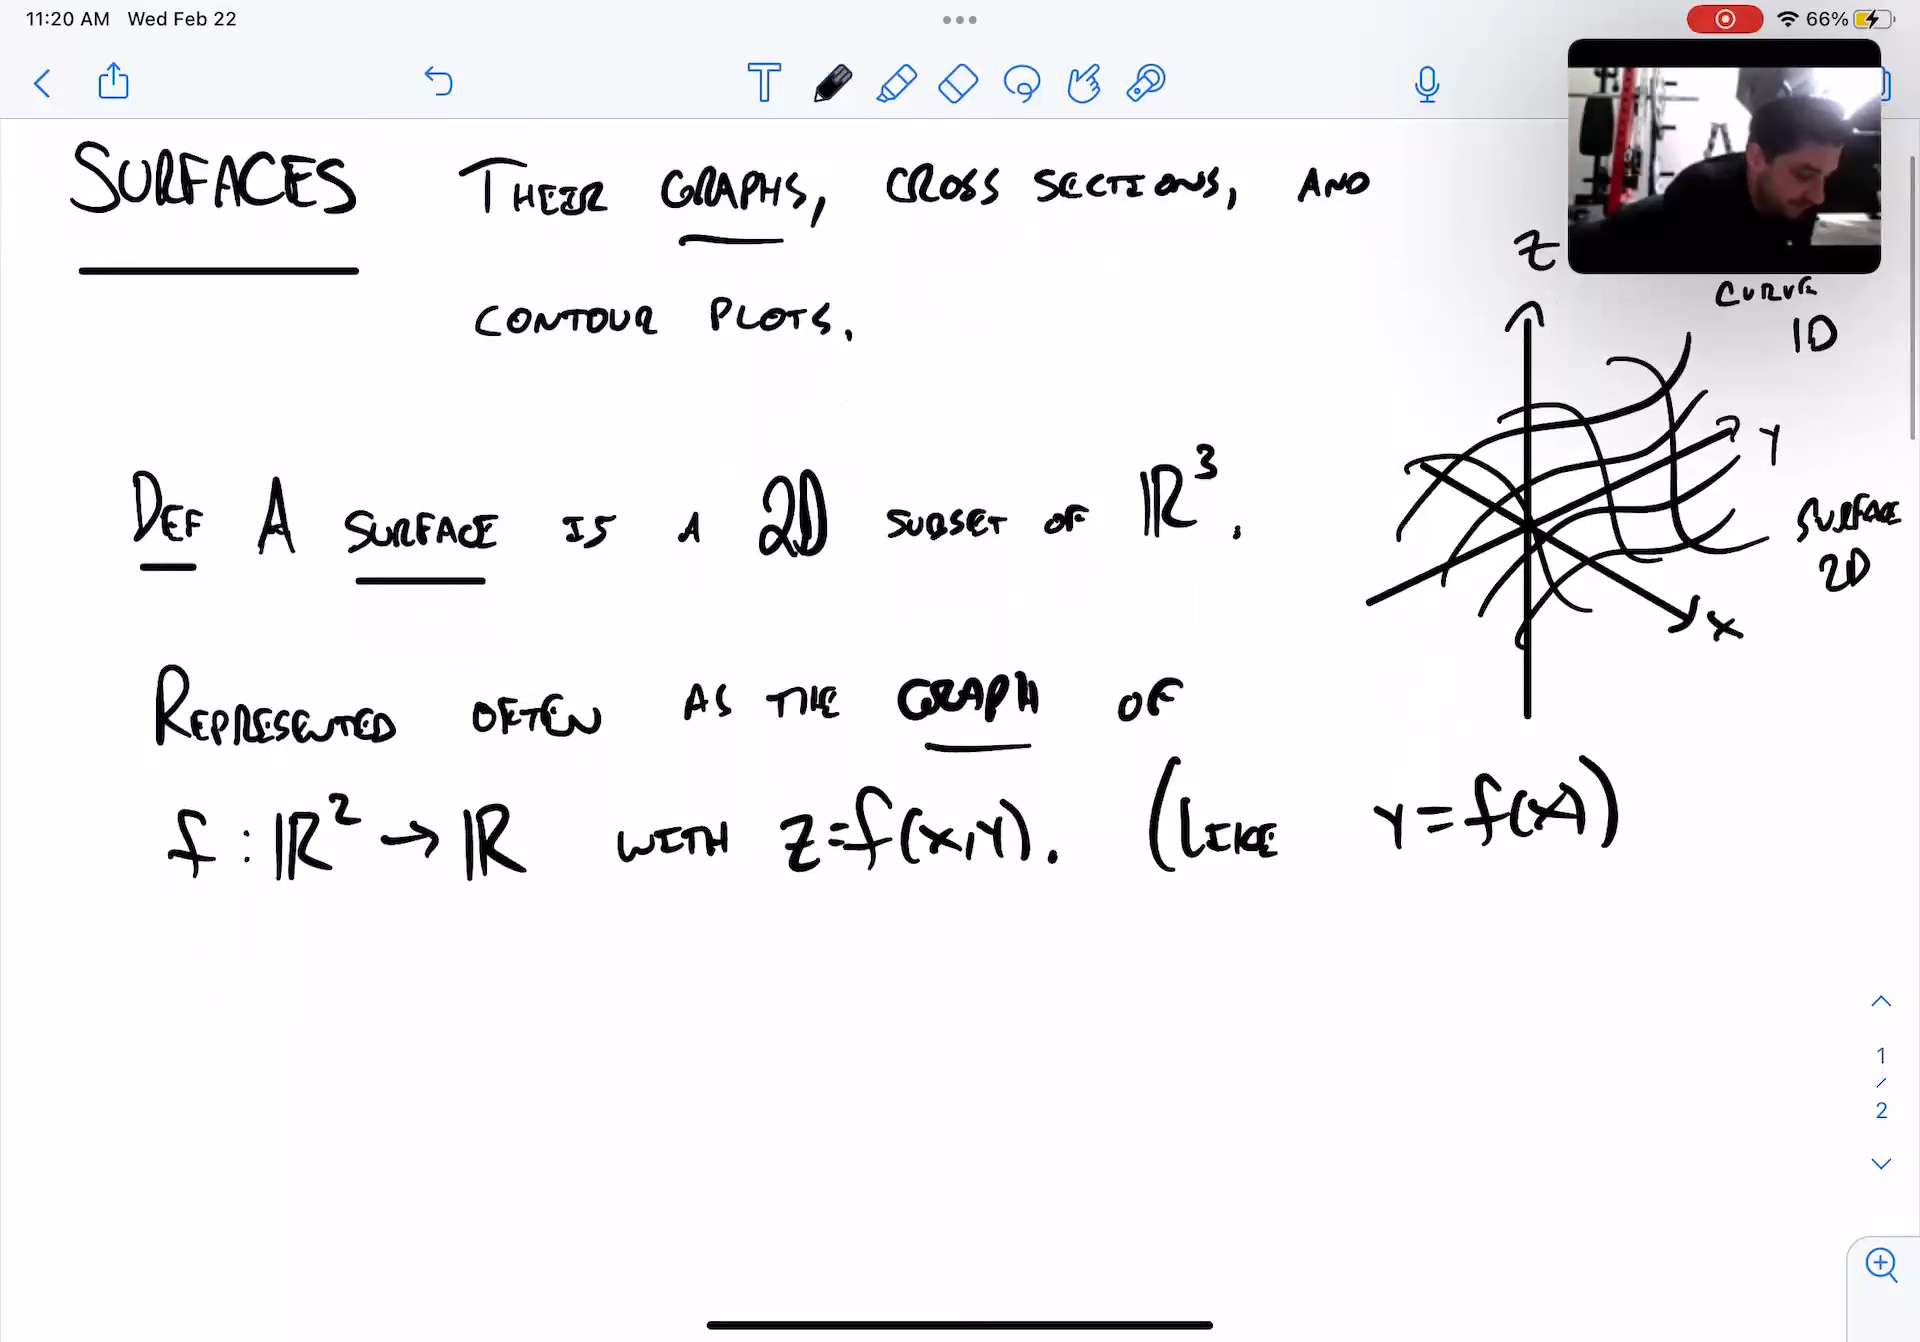 11:20 AM Wed Feb 22
66%
SURFACES THEIR GRAPHS, CROSS SECTIONS, AND
CONTOUR PLOTS.
Z
CURVE
1D
Y
SURFACE
2D
X
DEF A SURFACE IS A 2D SUBSET OF ℝ³.
REPRESENTED OFTEN AS THE GRAPH OF
f : ℝ² → ℝ WITH Z=f(X,Y). (LIKE Y=f(X))
1
/
2